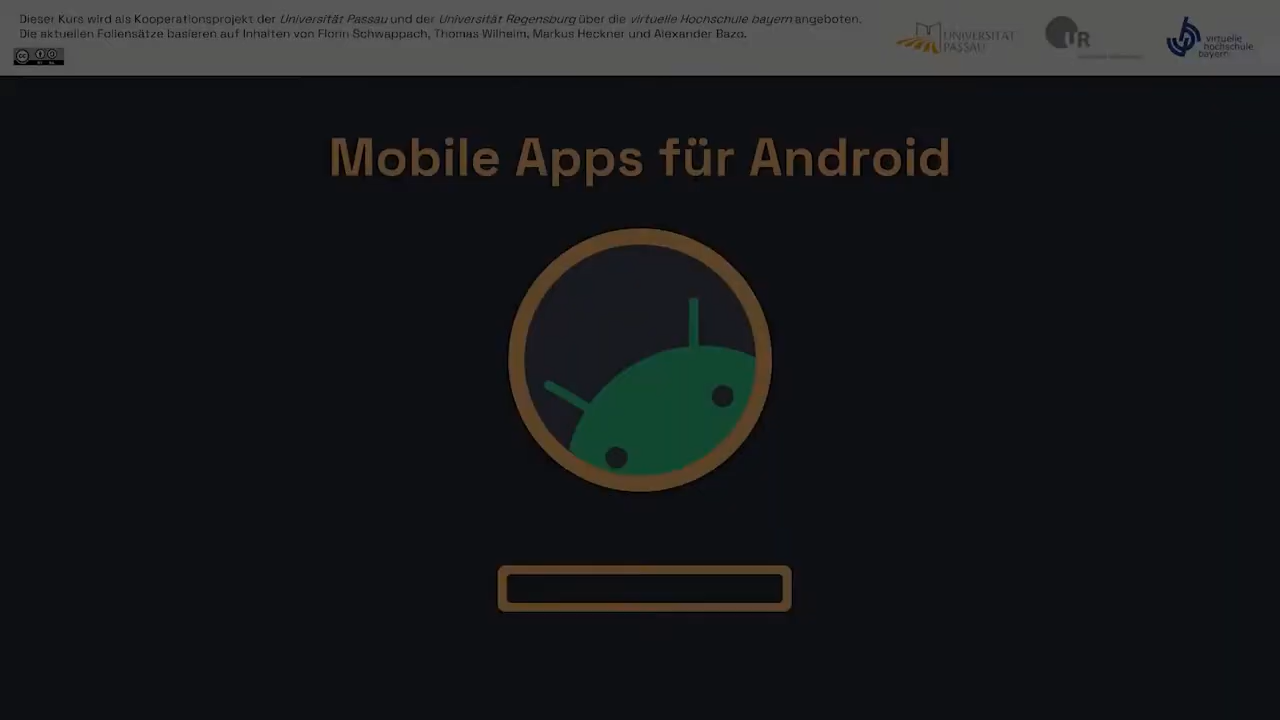 Dieser Kurs wird als Kooperationsprojekt der Universität Passau und der Universität Regensburg über die virtuelle Hochschule bayern angeboten.
Die aktuellen Foliensätze basieren auf Inhalten von Florin Schwappach, Thomas Wilhelm, Markus Heckner und Alexander Bazo.
UNIVERSITÄT
PASSAU
UR
virtuelle
hochschule
bayern
Mobile Apps für Android